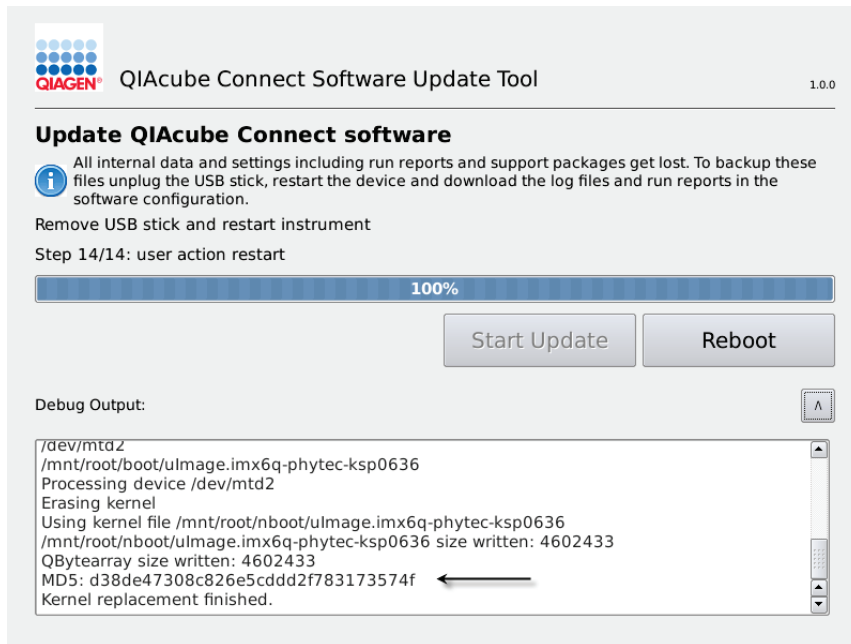 QIAGEN®
QIAcube Connect Software Update Tool
1.0.0
Update QIAcube Connect software
All internal data and settings including run reports and support packages get lost. To backup these
files unplug the USB stick, restart the device and download the log files and run reports in the
software configuration.
Remove USB stick and restart instrument
Step 14/14: user action restart
100%
Start Update
Reboot
Debug Output:
/dev/mtd2
/mnt/root/boot/uImage.imx6q-phytec-ksp0636
Processing device /dev/mtd2
Erasing kernel
Using kernel file /mnt/root/nboot/uImage.imx6q-phytec-ksp0636
/mnt/root/nboot/uImage.imx6q-phytec-ksp0636 size written: 4602433
QBytearray size written: 4602433
MD5: d38de47308c826e5cddd2f783173574f
Kernel replacement finished.